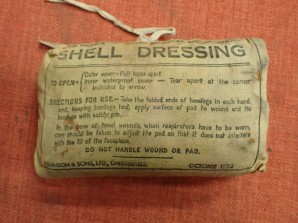 SHELL DRESSING
TO OPEN:- Outer cover - Pull tapes apart.
Inner waterproof cover - Tear apart at the corner
indicated by arrow.
DIRECTIONS FOR USE.- Take the folded ends of bandage in each hand,
and, keeping bandage taut, apply surface of pad to wound and fix
bandage with safety pin.
In the case of head wounds, when respirators have to be worn,
care should be taken to adjust the pad so that it does not interfere
with the fit of the facepiece.
DO NOT HANDLE WOUND OR PAD.
& SONS, LTD., CHESTERFIELD OCTOBER